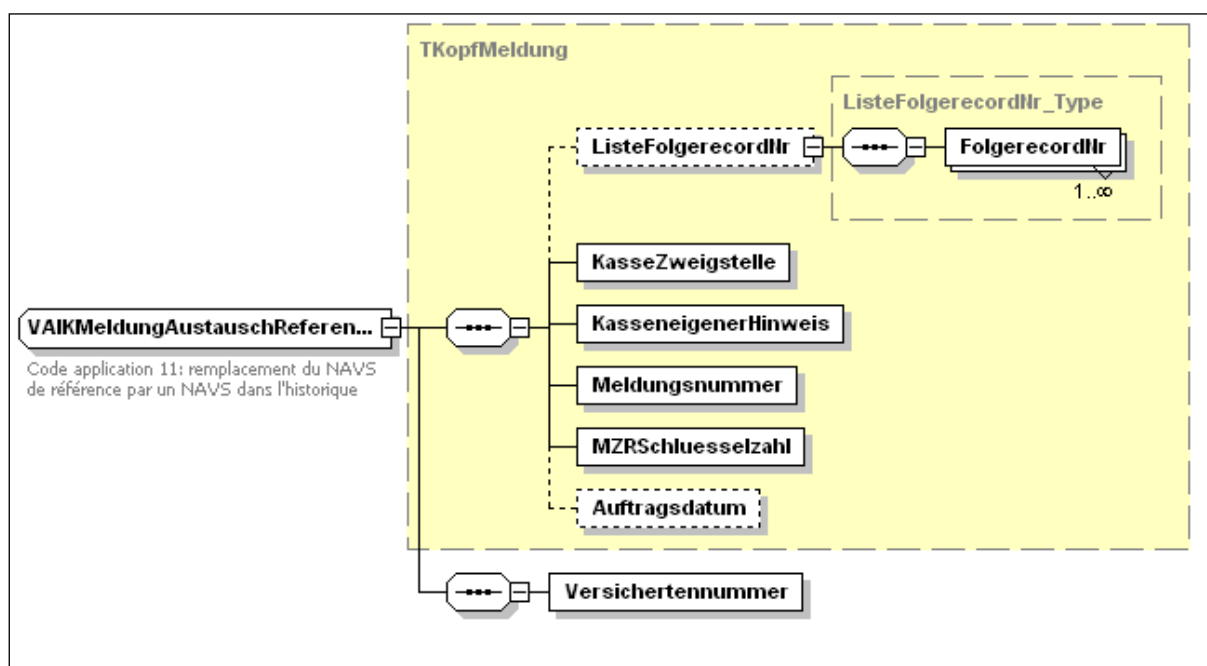 TKopfMeldung
ListeFolgerecordNr_Type
ListeFolgerecordNr
FolgerecordNr
1..∞
KasseZweigstelle
KasseneigenerHinweis
VAIKMeldungAustauschReferen...
Code application 11: remplacement du NAVS
de référence par un NAVS dans l'historique
Meldungsnummer
MZRSchluesselzahl
Auftragsdatum
Versichertennummer